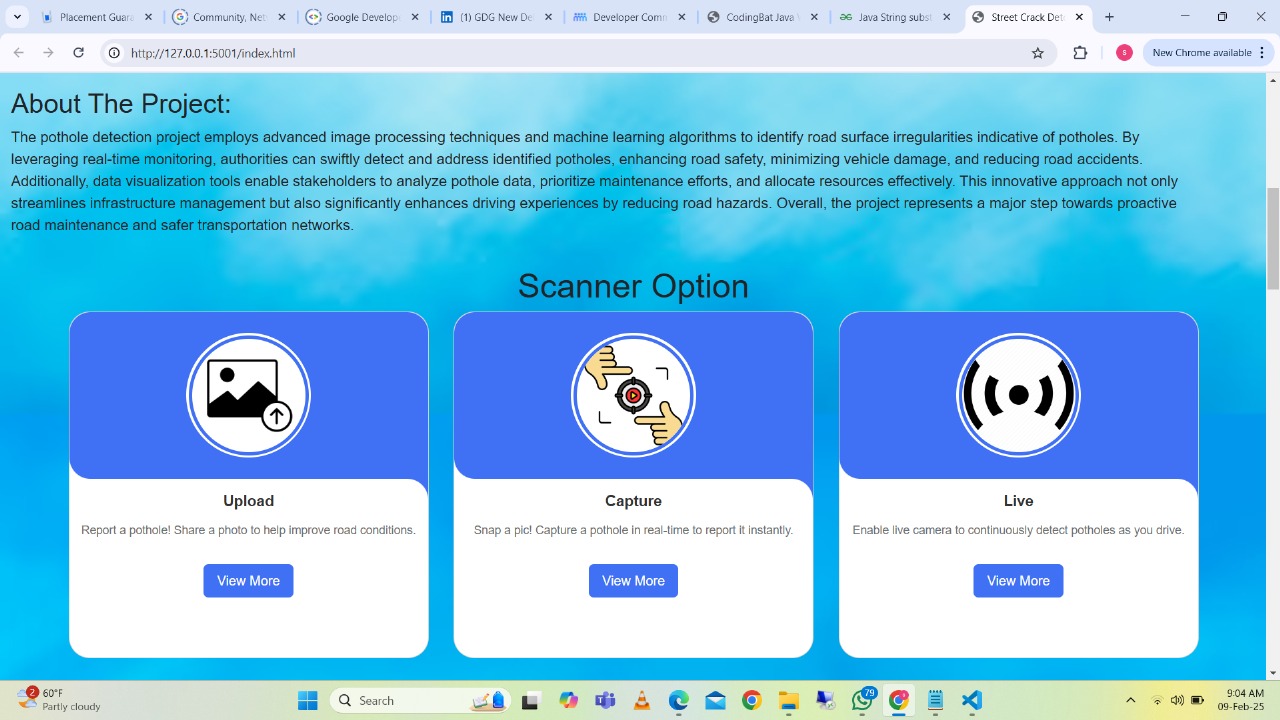 Placement Guara
Community, Net
Google Develop
(1) GDG New De
Developer Comm
CodingBat Java
Java String subst
Street Crack Det
http://127.0.0.1:5001/index.html
S
New Chrome available
About The Project:
The pothole detection project employs advanced image processing techniques and machine learning algorithms to identify road surface irregularities indicative of potholes. By
leveraging real-time monitoring, authorities can swiftly detect and address identified potholes, enhancing road safety, minimizing vehicle damage, and reducing road accidents.
Additionally, data visualization tools enable stakeholders to analyze pothole data, prioritize maintenance efforts, and allocate resources effectively. This innovative approach not only
streamlines infrastructure management but also significantly enhances driving experiences by reducing road hazards. Overall, the project represents a major step towards proactive
road maintenance and safer transportation networks.
Scanner Option
Upload
Report a pothole! Share a photo to help improve road conditions.
View More
Capture
Snap a pic! Capture a pothole in real-time to report it instantly.
View More
Live
Enable live camera to continuously detect potholes as you drive.
View More
2
60°F
Partly cloudy
Search
79
9:04 AM
09-Feb-25